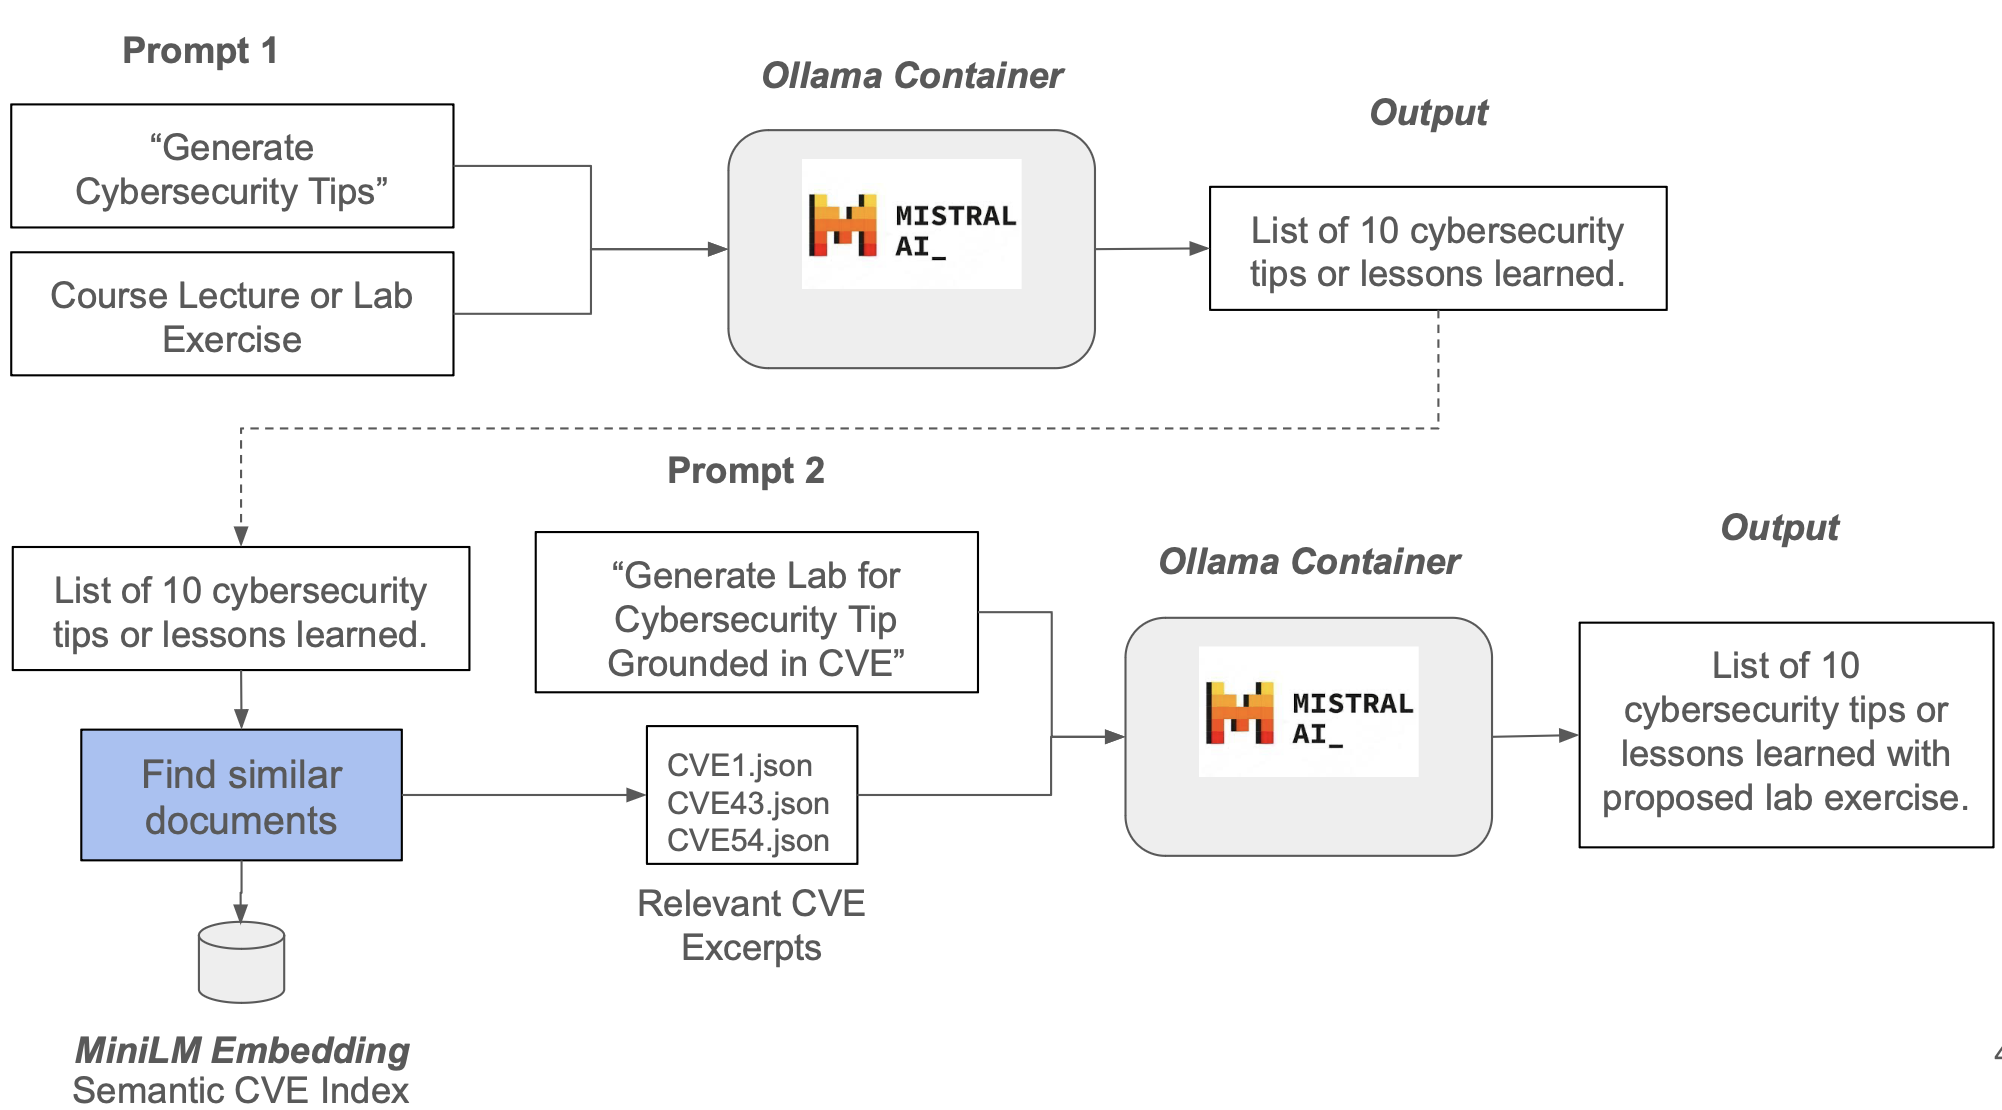 Prompt 1
Ollama Container
Output
“Generate
Cybersecurity Tips”
Course Lecture or Lab
Exercise
MISTRAL
AI_
List of 10 cybersecurity
tips or lessons learned.
Prompt 2
Ollama Container
Output
List of 10 cybersecurity
tips or lessons learned.
“Generate Lab for
Cybersecurity Tip
Grounded in CVE”
Find similar
documents
CVE1.json
CVE43.json
CVE54.json
Relevant CVE
Excerpts
MISTRAL
AI_
List of 10
cybersecurity tips or
lessons learned with
proposed lab exercise.
MiniLM Embedding
Semantic CVE Index